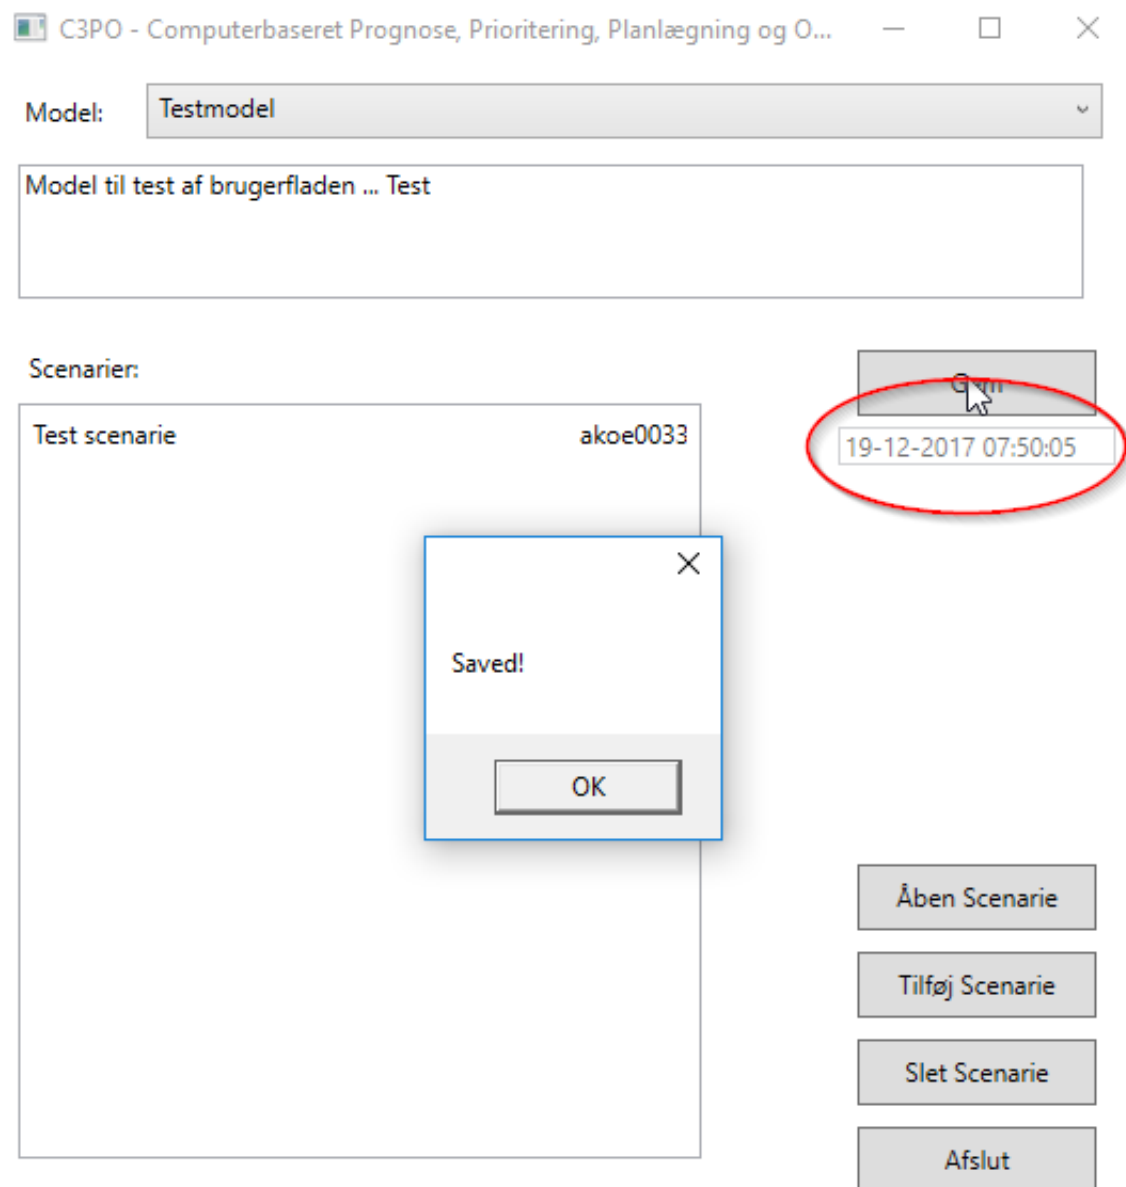 C3PO - Computerbaseret Prognose, Prioritering, Planlægning og O...
Model:
Testmodel
Model til test af brugerfladen ... Test
Scenarier:
Test scenarie
akoe0033
19-12-2017 07:50:05
Saved!
OK
Åben Scenarie
Tilføj Scenarie
Slet Scenarie
Afslut